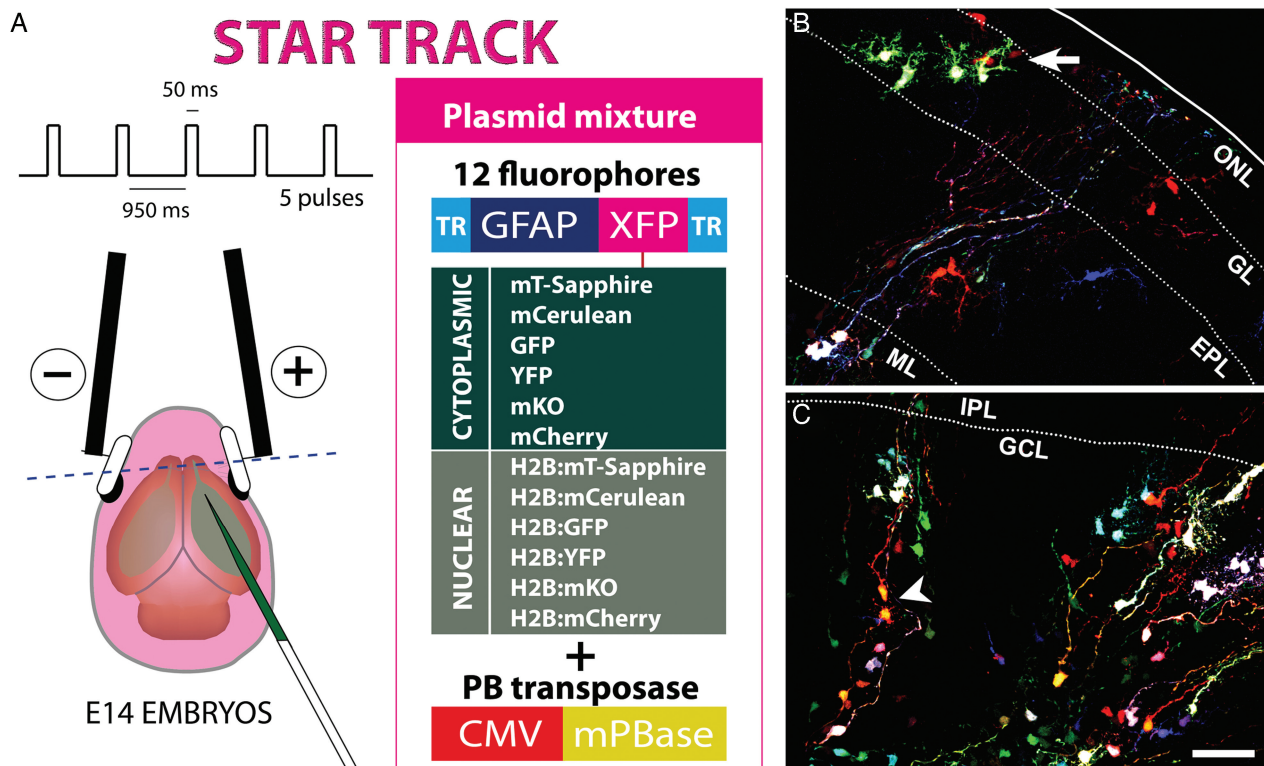 A
STAR TRACK
50 ms
950 ms
5 pulses
−
+
E14 EMBRYOS
Plasmid mixture
12 fluorophores
TR GFAP XFP TR
CYTOPLASMIC
mT-Sapphire
mCerulean
GFP
YFP
mKO
mCherry
NUCLEAR
H2B:mT-Sapphire
H2B:mCerulean
H2B:GFP
H2B:YFP
H2B:mKO
H2B:mCherry
+
PB transposase
CMV mPBase
B
ONL
GL
EPL
ML
C
IPL
GCL